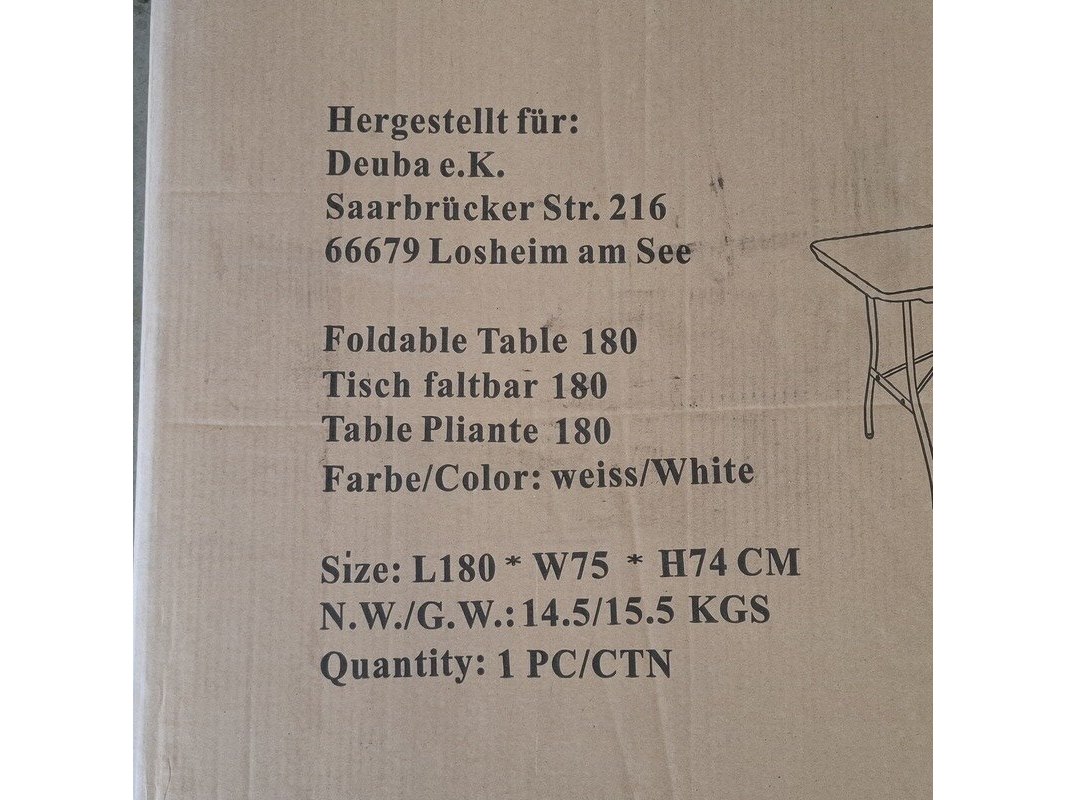 Hergestellt für:
Deuba e.K.
Saarbrücker Str. 216
66679 Losheim am See
Foldable Table 180
Tisch faltbar 180
Table Pliante 180
Farbe/Color: weiss/White
Size: L180 * W75 * H74 CM
N.W./G.W.: 14.5/15.5 KGS
Quantity: 1 PC/CTN